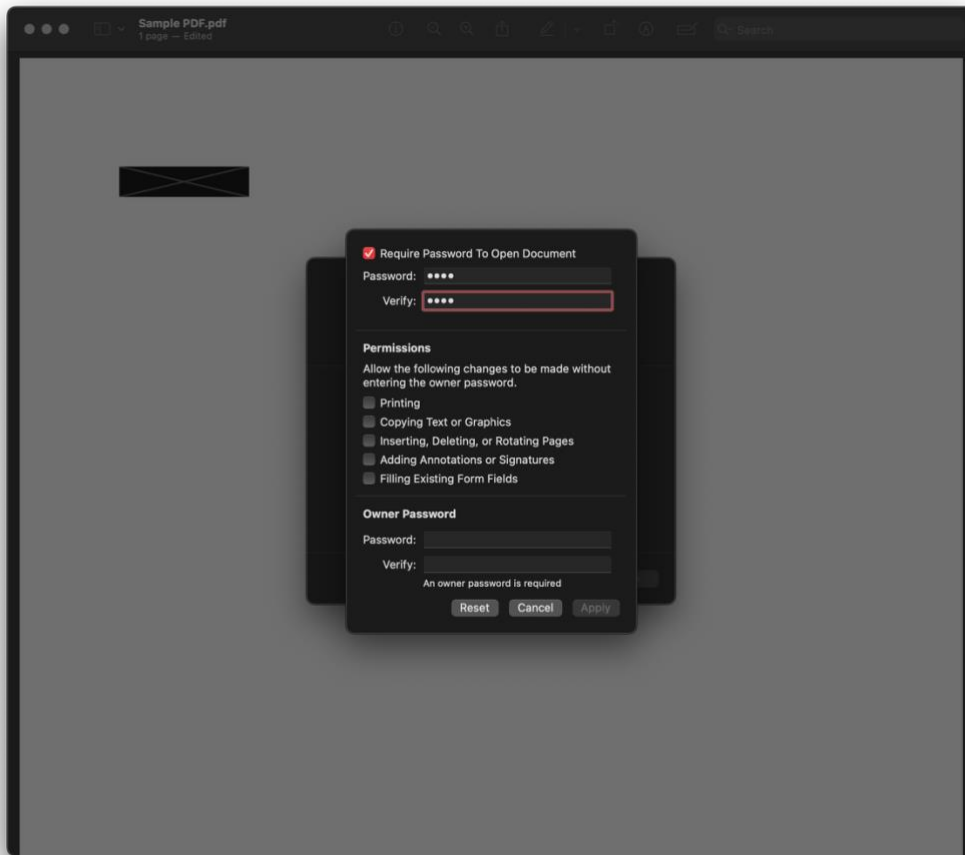 Sample PDF.pdf
1 page — Edited
Search
Require Password To Open Document
Password: ••••
Verify: ••••
Permissions
Allow the following changes to be made without
entering the owner password.
Printing
Copying Text or Graphics
Inserting, Deleting, or Rotating Pages
Adding Annotations or Signatures
Filling Existing Form Fields
Owner Password
Password:
Verify:
An owner password is required
Reset Cancel Apply